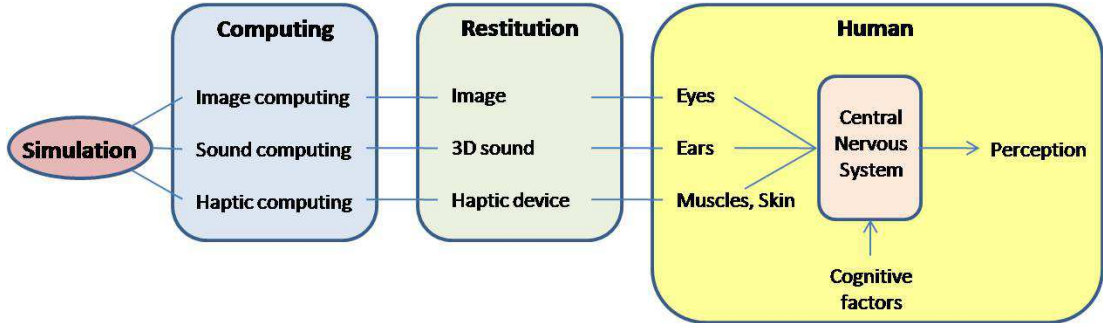 Computing
Restitution
Human
Image computing
Image
Eyes
Simulation
Sound computing
3D sound
Ears
Central
Nervous
System
Perception
Haptic computing
Haptic device
Muscles, Skin
Cognitive
factors